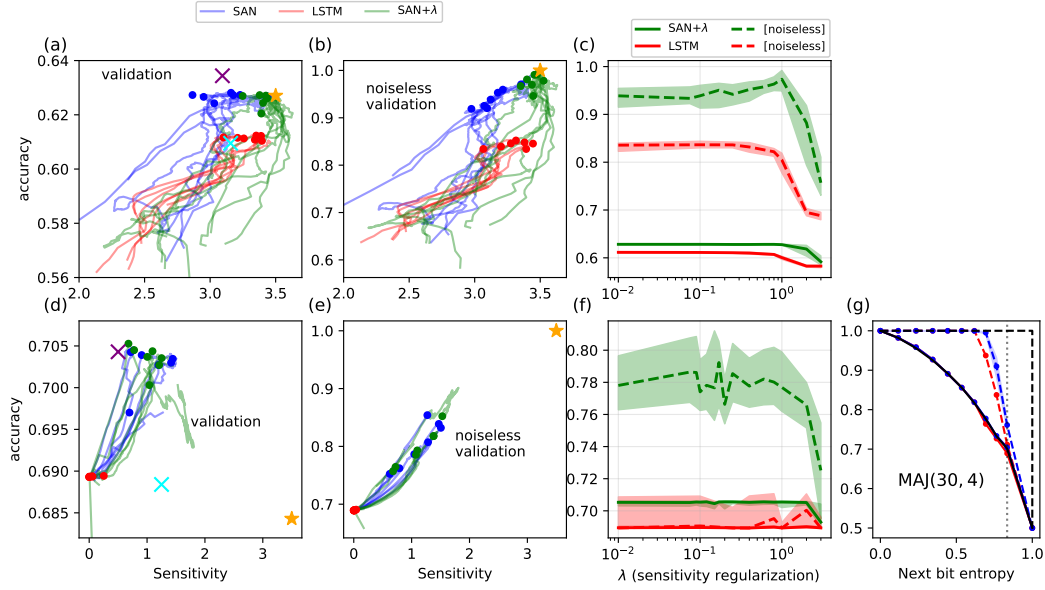 SAN LSTM SAN+λ
SAN+λ [noiseless]
LSTM [noiseless]
(a) (b) (c)
validation
noiseless
validation
accuracy
0.64
0.62
0.60
0.58
0.56
2.0 2.5 3.0 3.5
1.0
0.9
0.8
0.7
0.6
2.0 2.5 3.0 3.5
1.0
0.9
0.8
0.7
0.6
10⁻² 10⁻¹ 10⁰
(d) (e) (f) (g)
validation
noiseless
validation
accuracy
0.705
0.700
0.695
0.690
0.685
0 1 2 3
Sensitivity
1.0
0.9
0.8
0.7
0 1 2 3
Sensitivity
0.80
0.78
0.76
0.74
0.72
0.70
10⁻² 10⁻¹ 10⁰
λ (sensitivity regularization)
1.0
0.9
0.8
0.7
0.6
0.5
MAJ(30, 4)
0.0 0.5 1.0
Next bit entropy